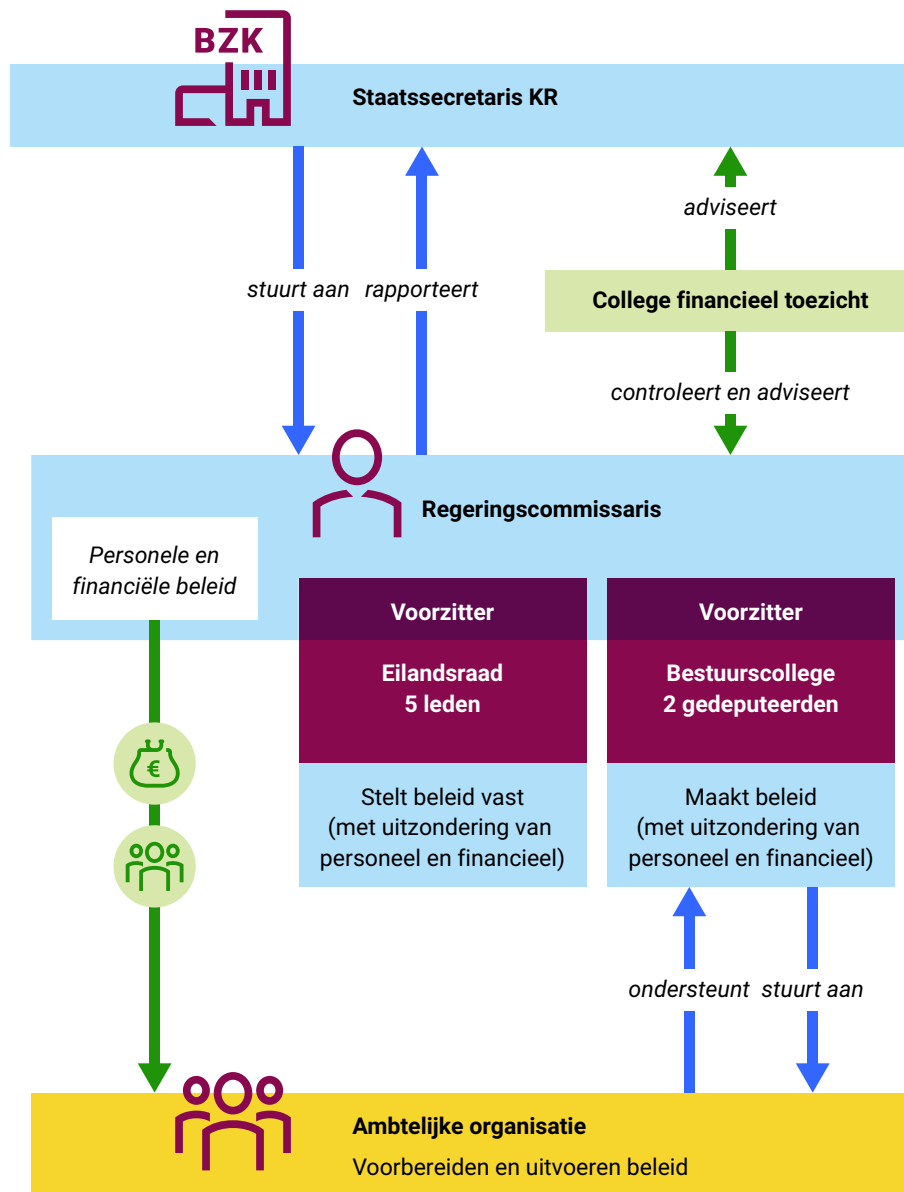 BZK
Staatssecretaris KR
adviseert
stuurt aan
rapporteert
College financieel toezicht
controleert en adviseert
Regeringscommissaris
Personele en
financiële beleid
Voorzitter
Eilandsraad
5 leden
Stelt beleid vast
(met uitzondering van
personeel en financieel)
Voorzitter
Bestuurscollege
2 gedeputeerden
Maakt beleid
(met uitzondering van
personeel en financieel)
€
ondersteunt
stuurt aan
Ambtelijke organisatie
Voorbereiden en uitvoeren beleid